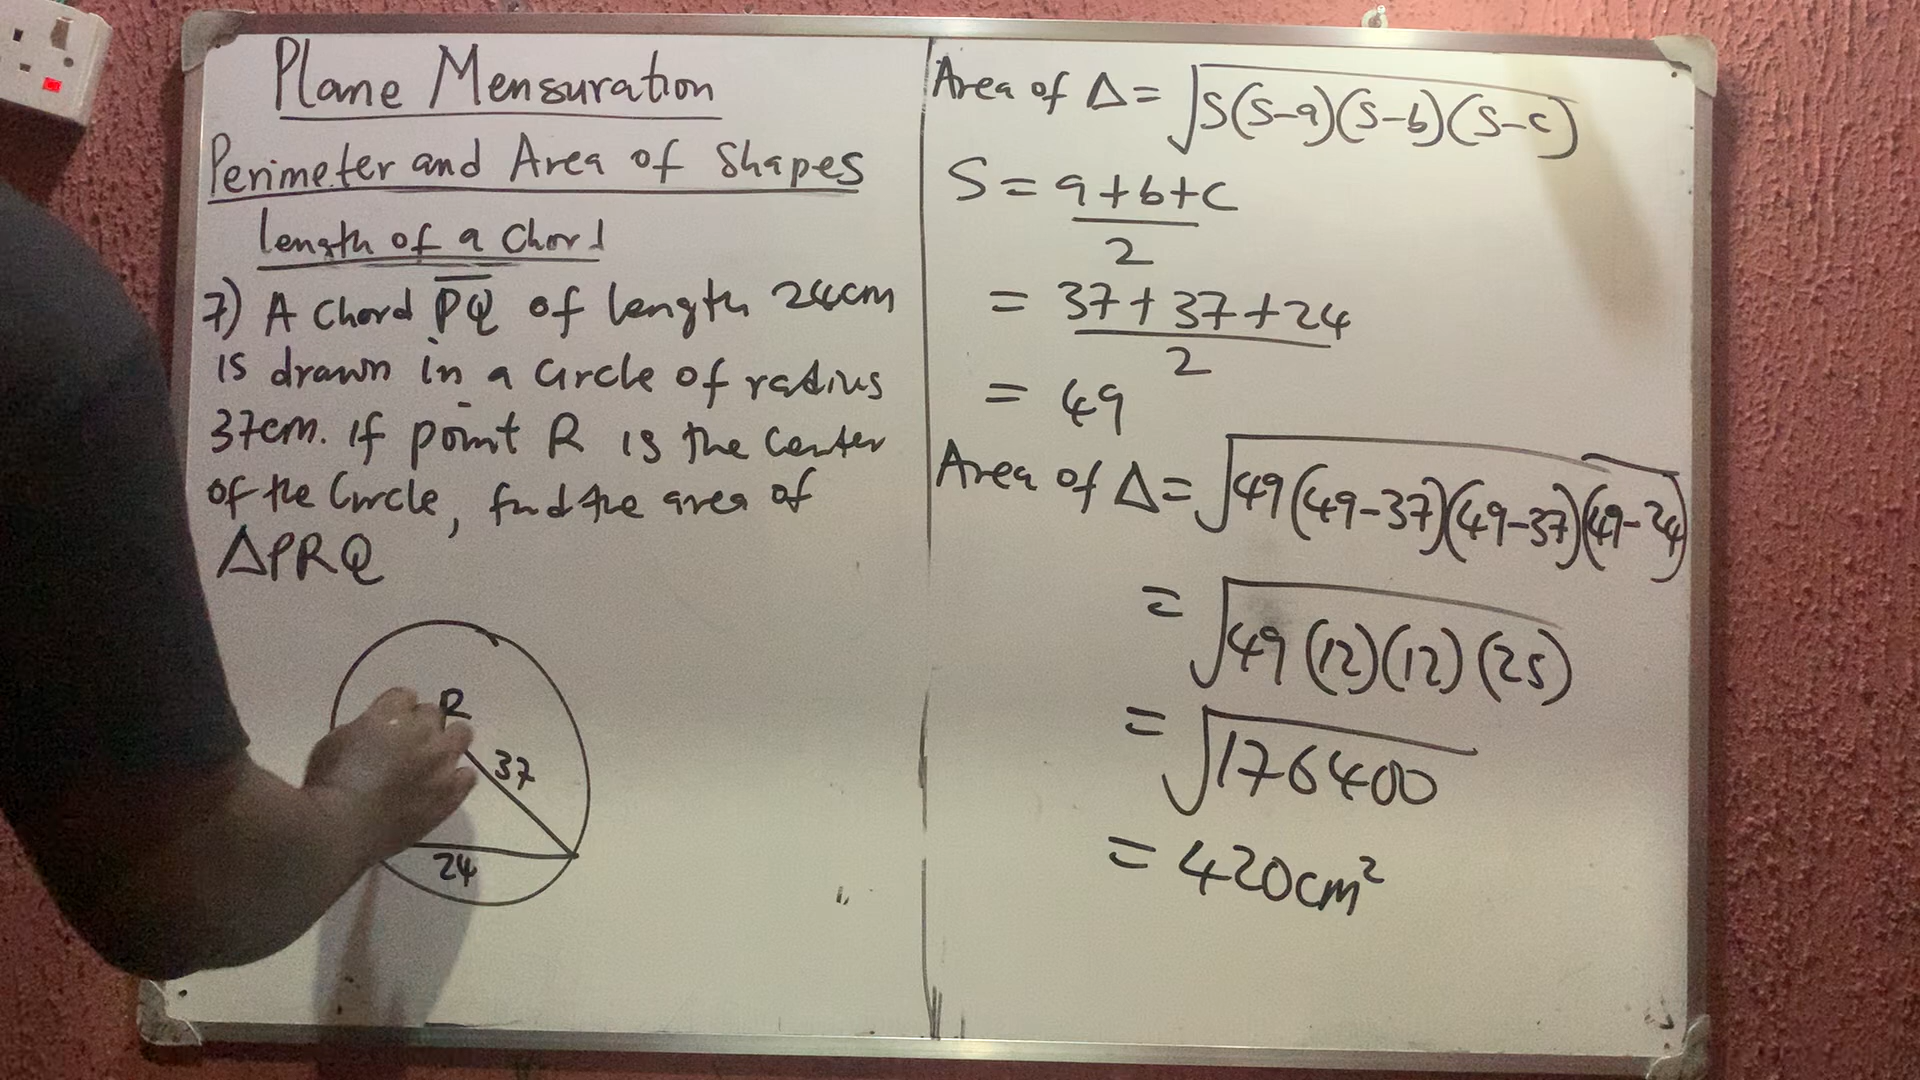 Plane Mensuration
Perimeter and Area of Shapes
length of a Chord
7) A Chord P̅Q̅ of length 24cm
is drawn in a circle of radius
37cm. If point R is the center
of the Circle, find the area of
ΔPRQ
R
37
24
Area of Δ = √S(S-a)(S-b)(S-c)
S = a+b+c
2
= 37+37+24
2
= 49
Area of Δ = √49(49-37)(49-37)(49-24)
= √49(12)(12)(25)
= √176400
= 420cm²